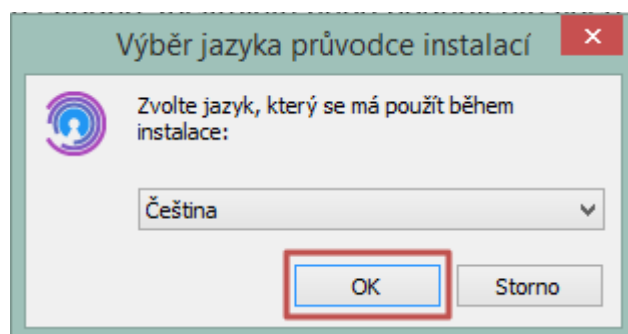 Výběr jazyka průvodce instalací
Zvolte jazyk, který se má použít během
instalace:
Čeština
OK
Storno